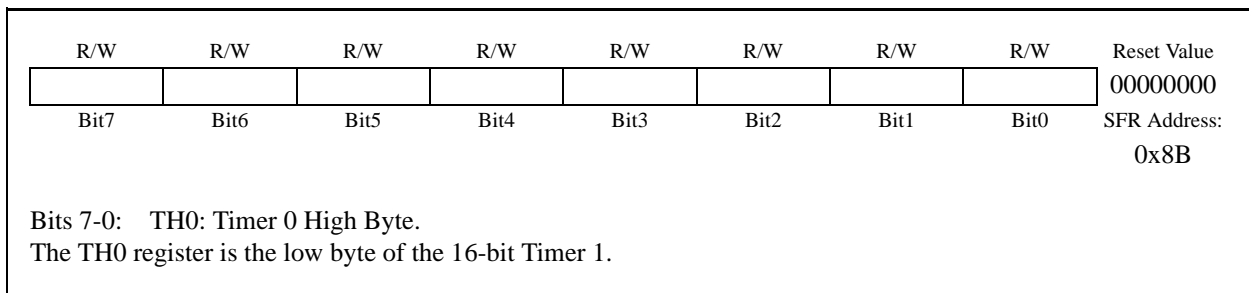 R/W R/W R/W R/W R/W R/W R/W R/W Reset Value
00000000
Bit7 Bit6 Bit5 Bit4 Bit3 Bit2 Bit1 Bit0 SFR Address:
0x8B
Bits 7-0: TH0: Timer 0 High Byte.
The TH0 register is the low byte of the 16-bit Timer 1.